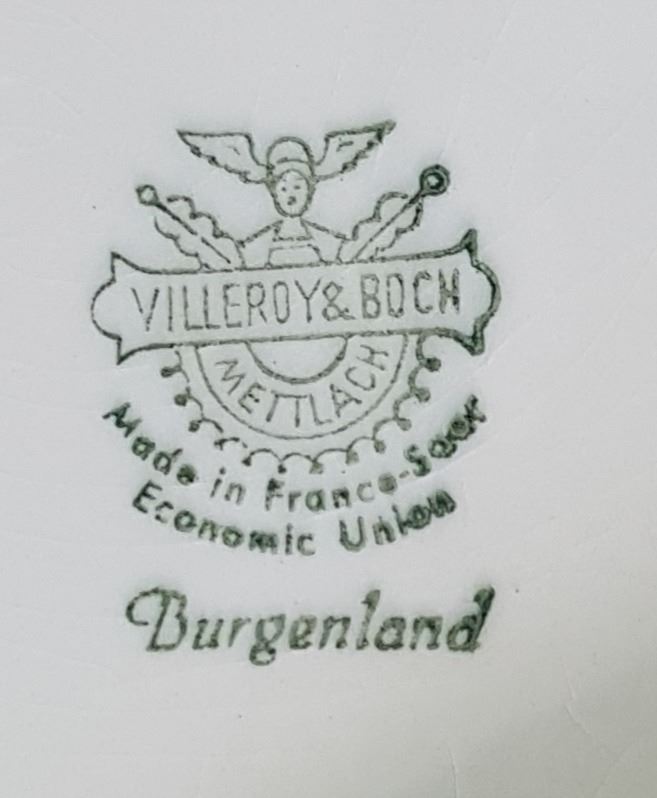 VILLEROY & BOCH
METTLACH
Made in France-Saar
Economic Union
Burgenland